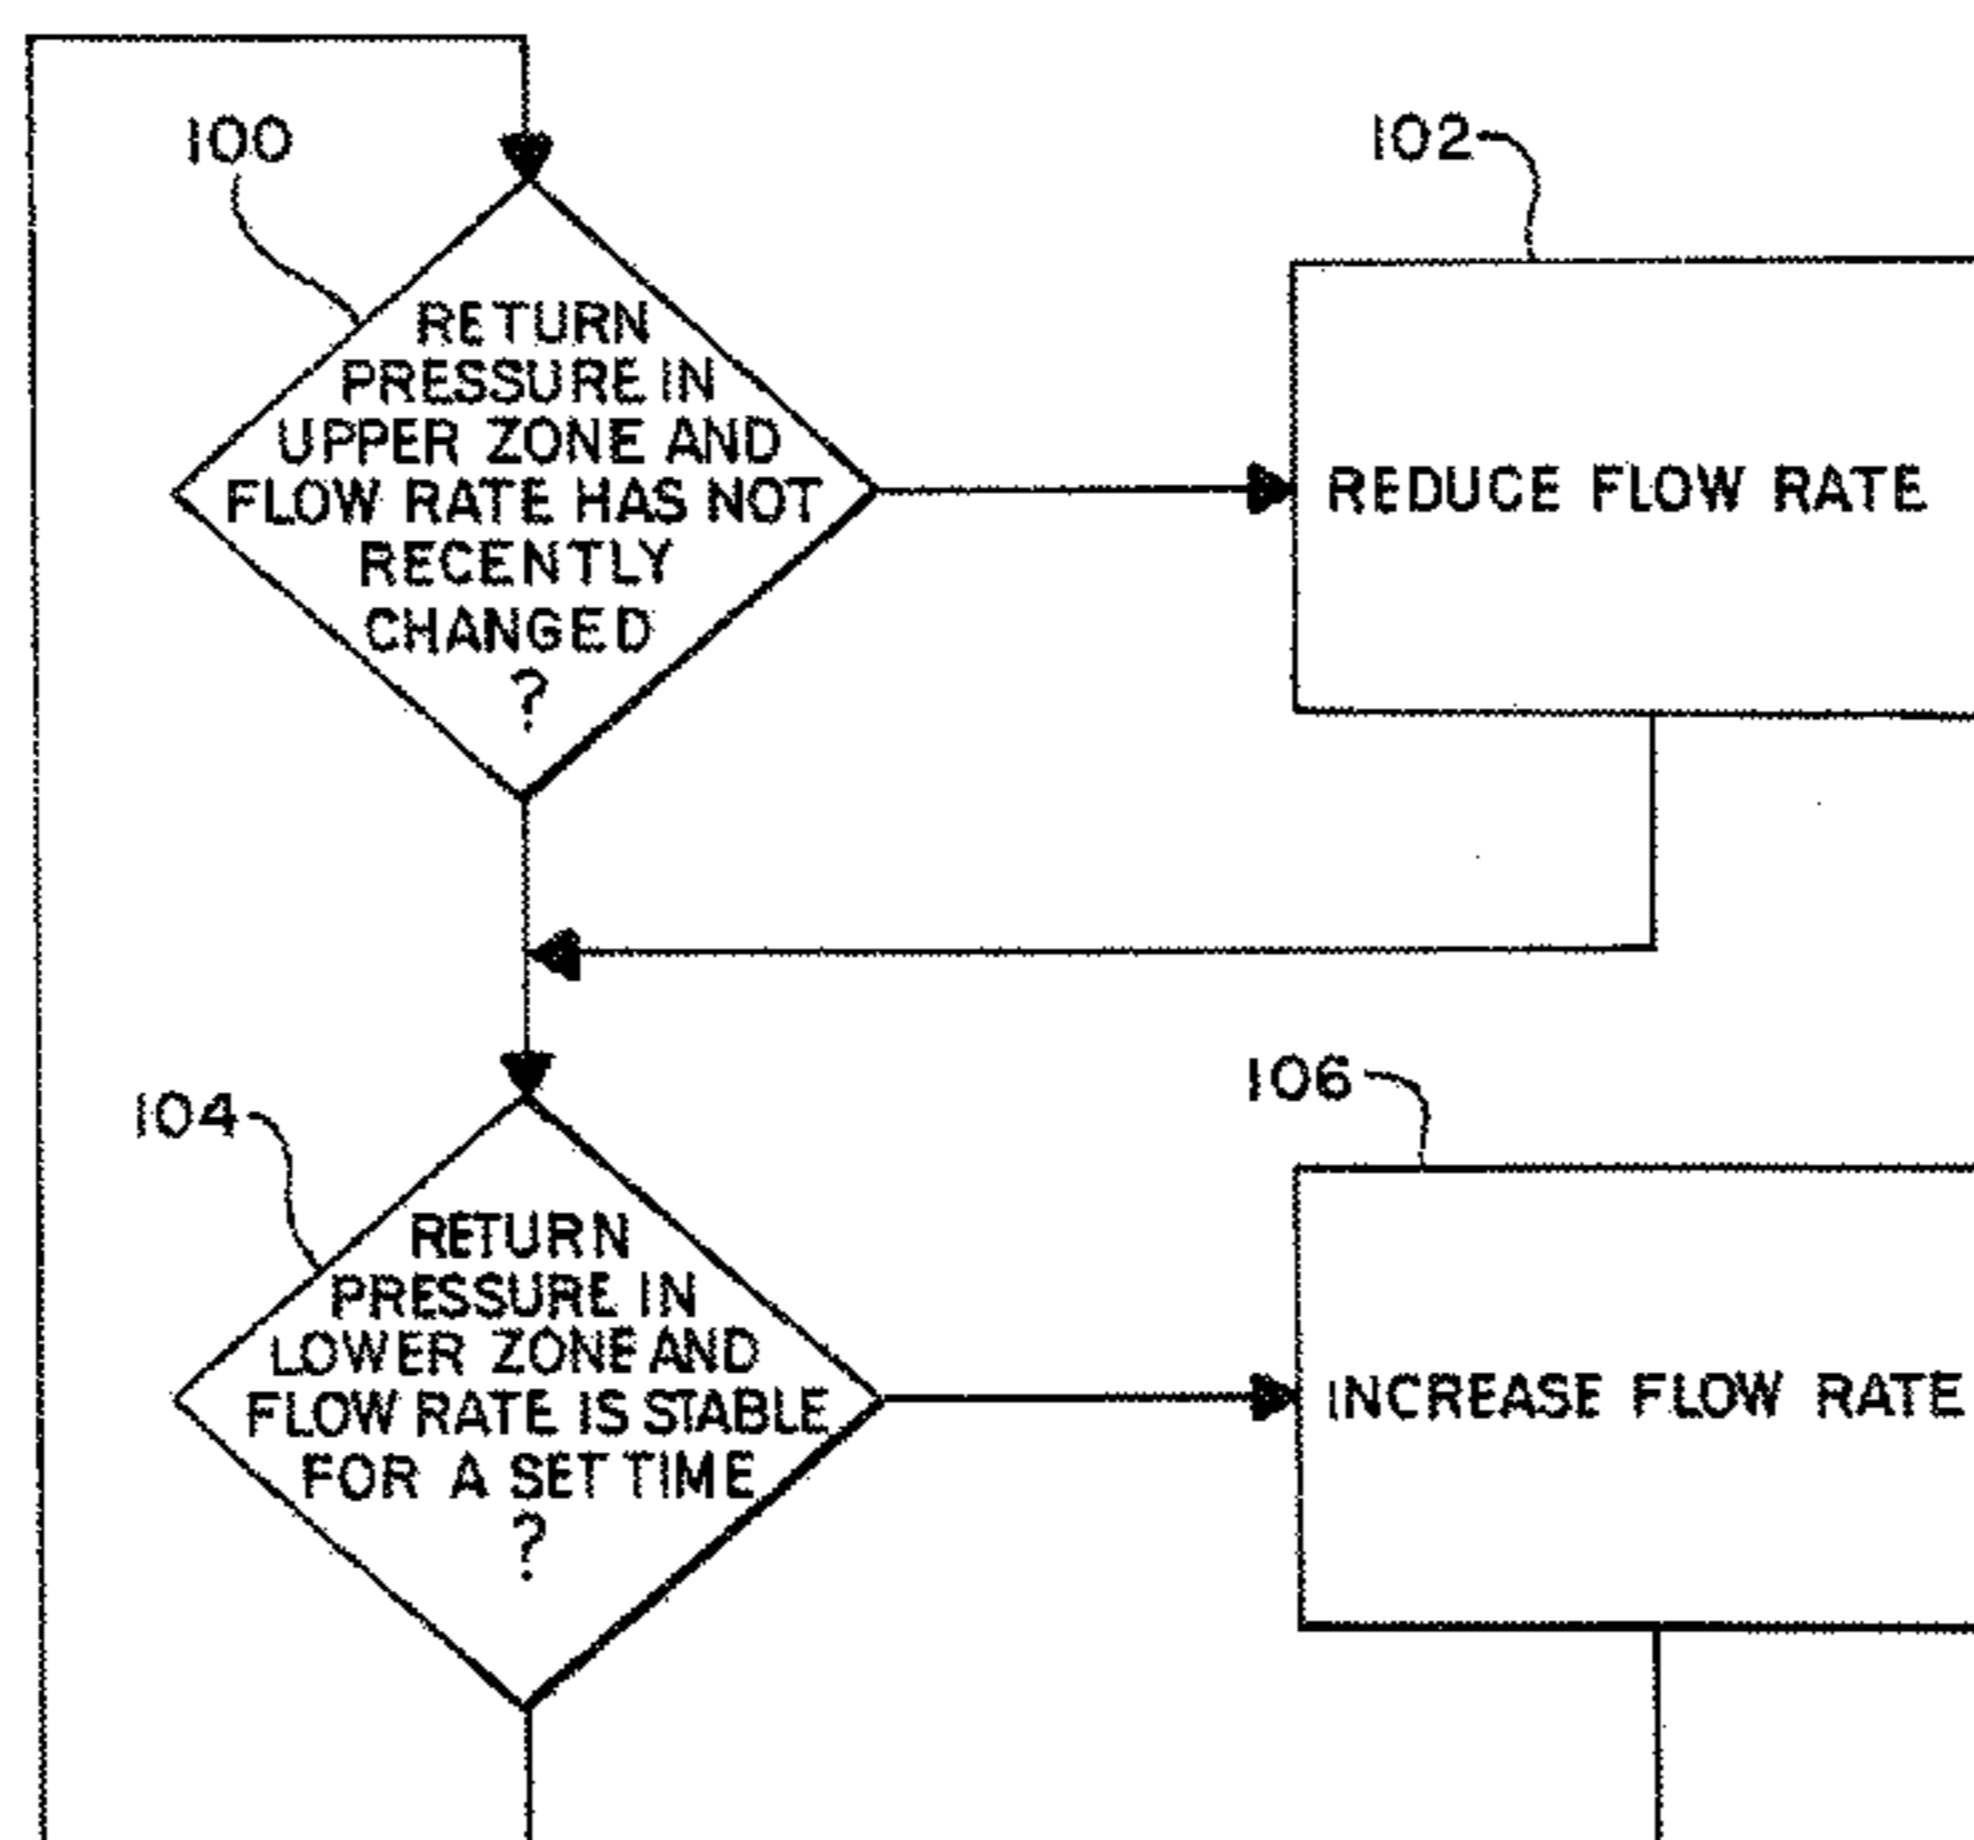 100
RETURN
PRESSURE IN
UPPER ZONE AND
FLOW RATE HAS NOT
RECENTLY
CHANGED
?
102
REDUCE FLOW RATE
104
RETURN
PRESSURE IN
LOWER ZONE AND
FLOW RATE IS STABLE
FOR A SET TIME
?
106
INCREASE FLOW RATE